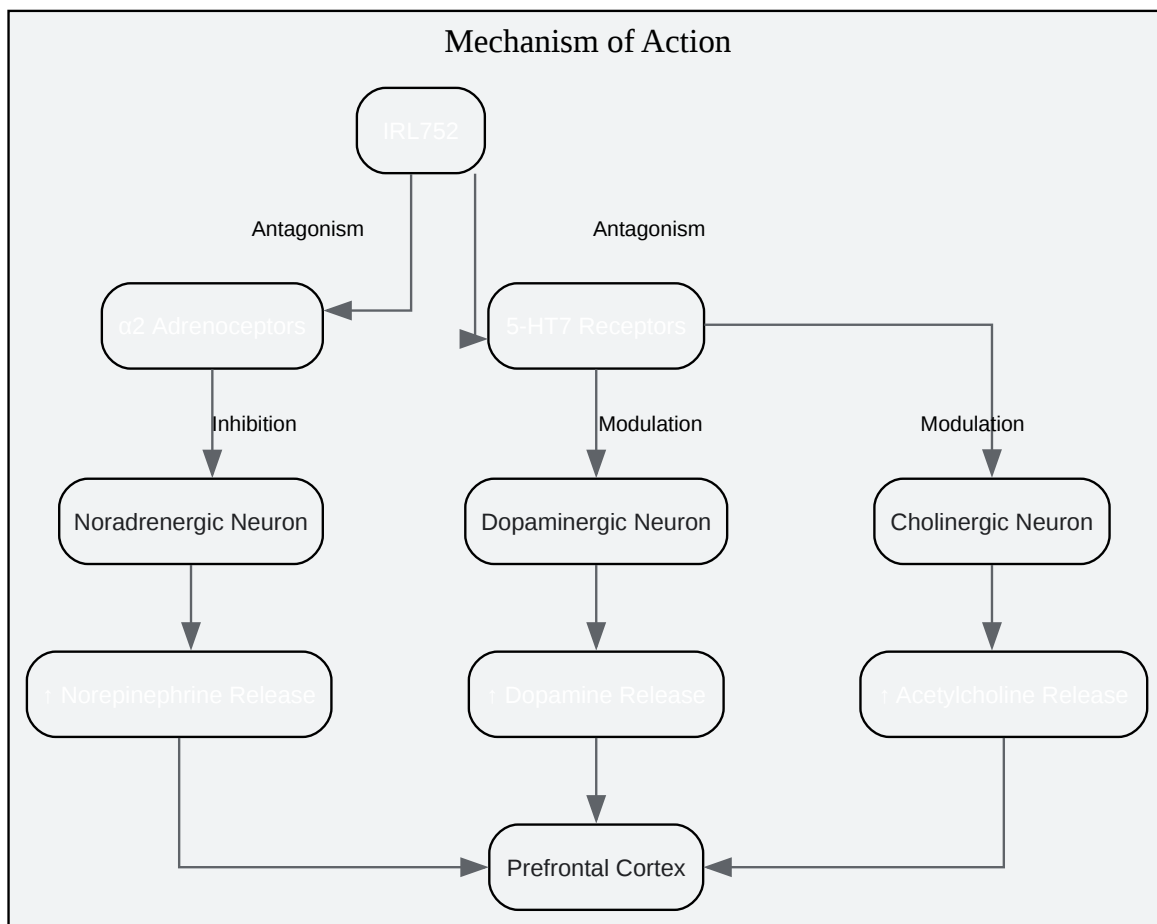 Mechanism of Action
IRL752
Antagonism
Antagonism
α2 Adrenoceptors
5-HT7 Receptors
Inhibition
Modulation
Modulation
Noradrenergic Neuron
Dopaminergic Neuron
Cholinergic Neuron
↑ Norepinephrine Release
↑ Dopamine Release
↑ Acetylcholine Release
Prefrontal Cortex